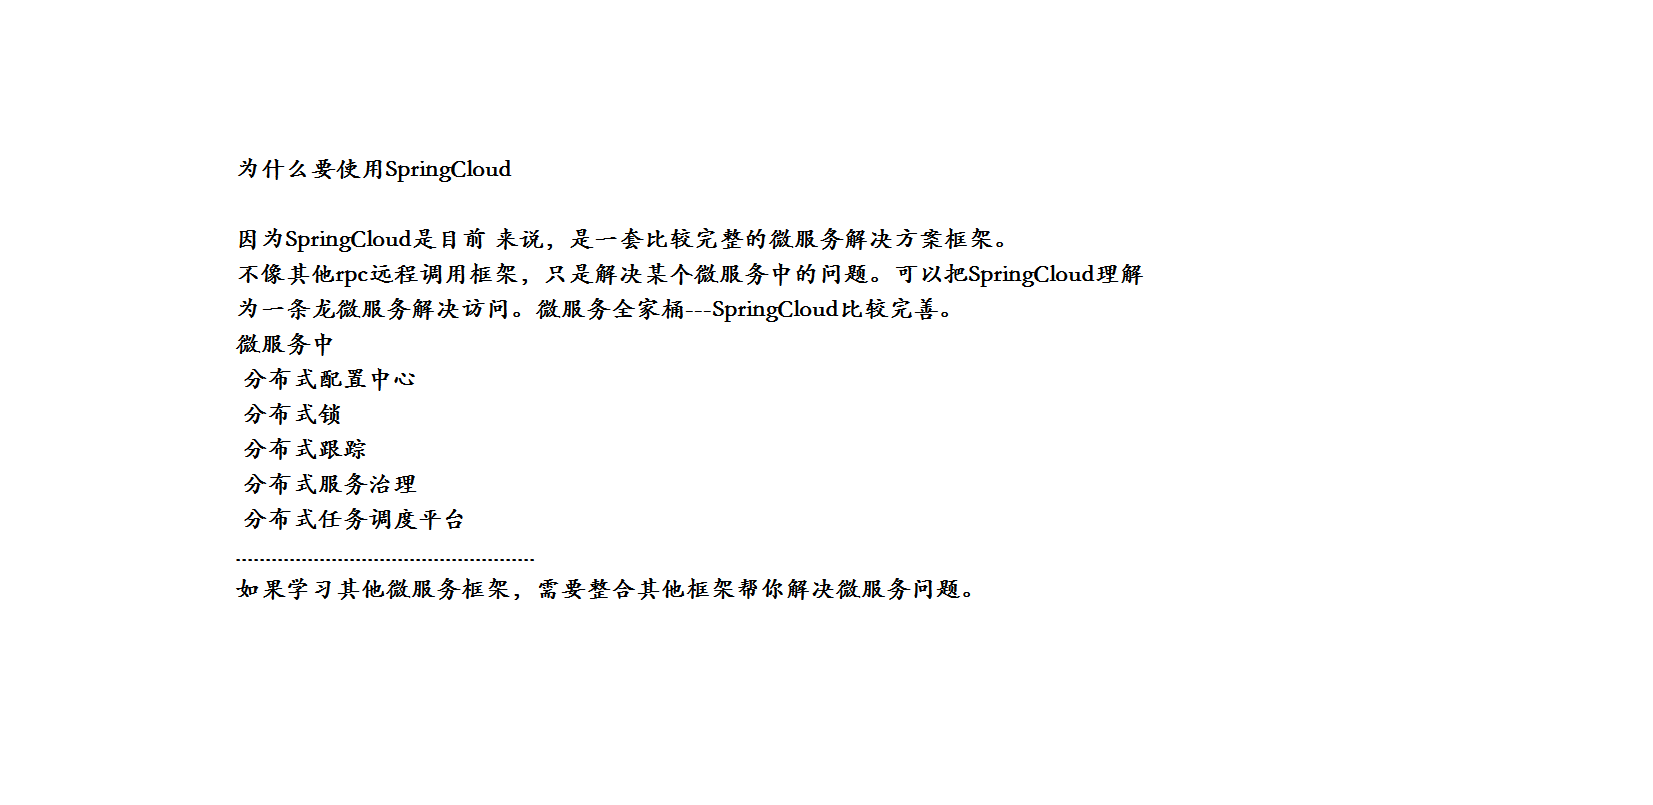 为什么要使用SpringCloud
因为SpringCloud是目前 来说，是一套比较完整的微服务解决方案框架。
不像其他rpc远程调用框架，只是解决某个微服务中的问题。可以把SpringCloud理解
为一条龙微服务解决访问。微服务全家桶---SpringCloud比较完善。
微服务中
分布式配置中心
分布式锁
分布式跟踪
分布式服务治理
分布式任务调度平台
--------------------------------------------------
如果学习其他微服务框架，需要整合其他框架帮你解决微服务问题。